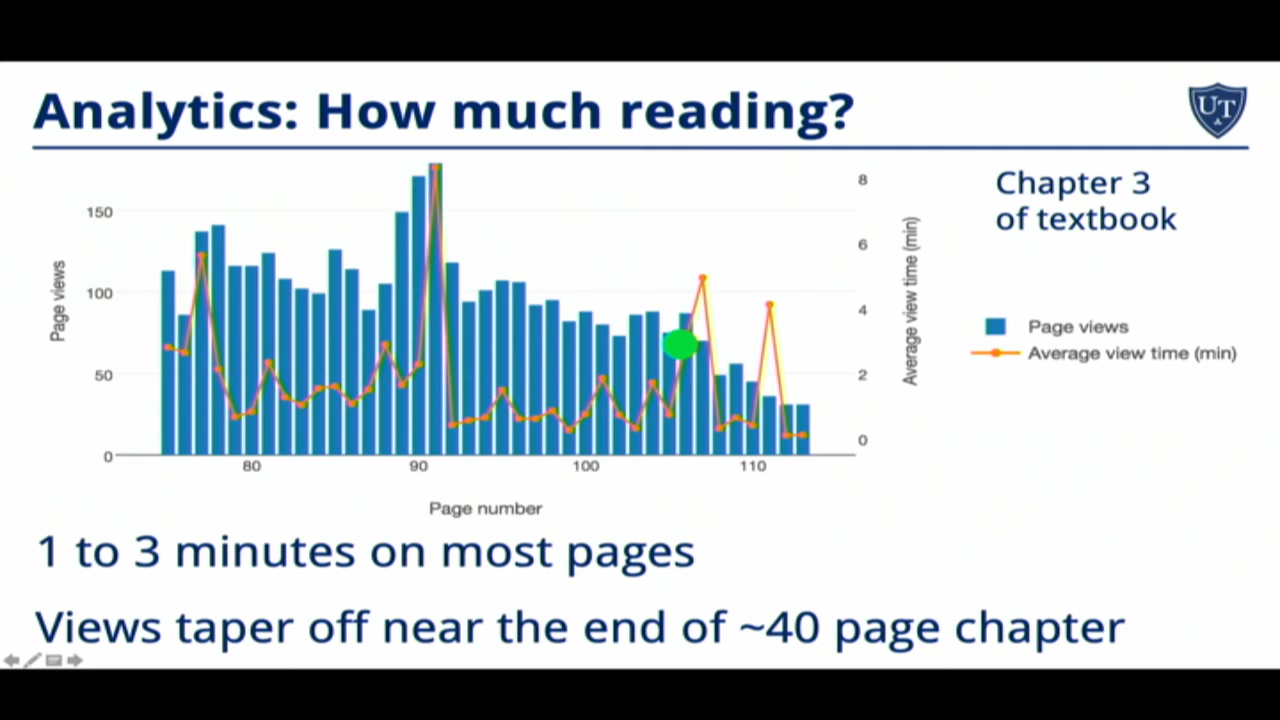 Analytics: How much reading?
UT
Chapter 3
of textbook
Page views
150
100
50
0
80
90
100
110
Page number
8
6
4
2
0
Average view time (min)
Page views
Average view time (min)
1 to 3 minutes on most pages
Views taper off near the end of ~40 page chapter